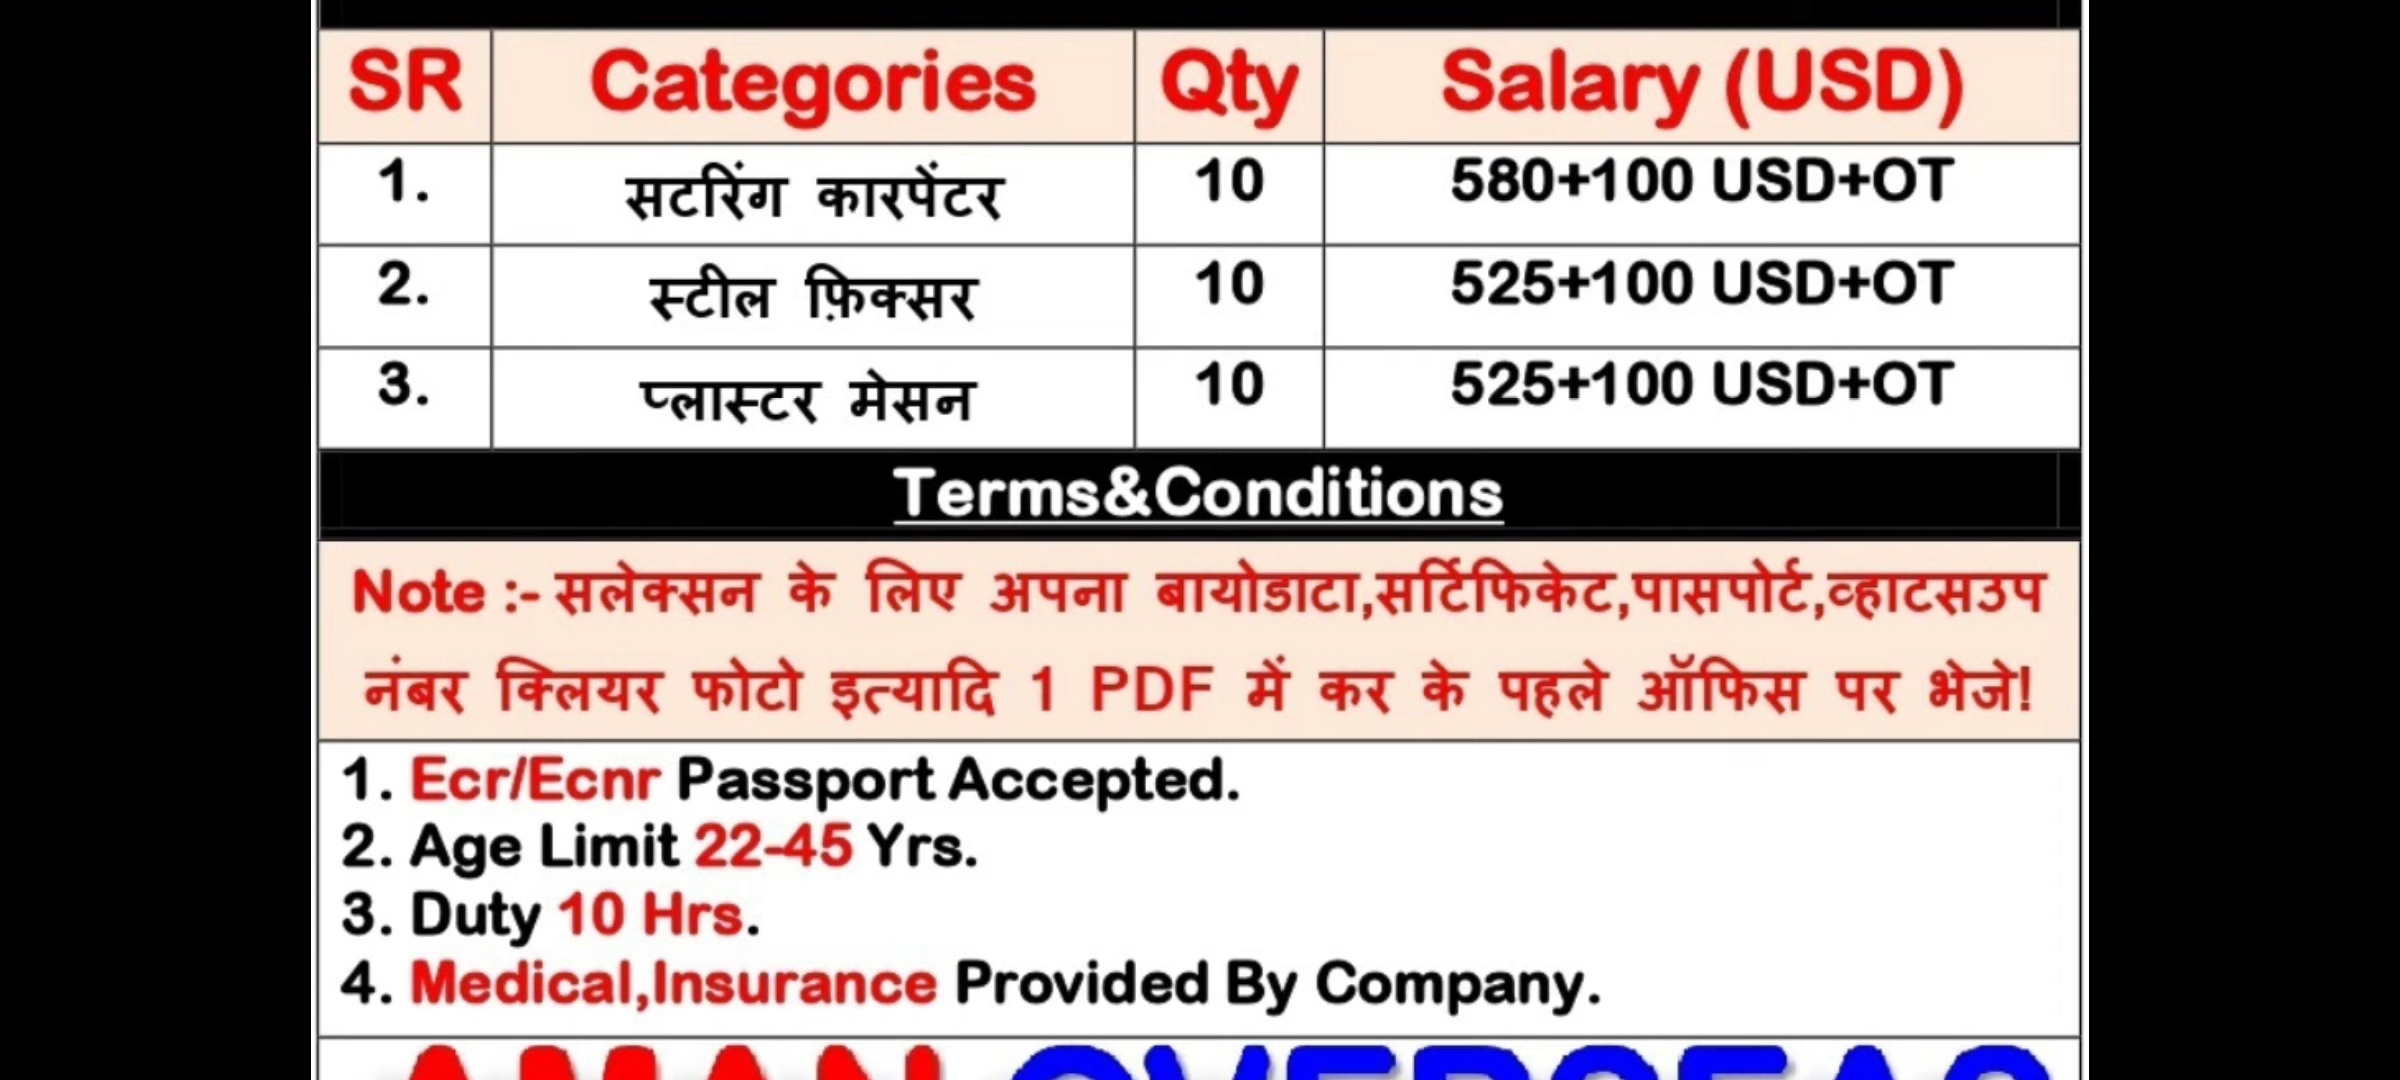 SR Categories Qty Salary (USD)
1. सटरिंग कारपेंटर 10 580+100 USD+OT
2. स्टील फ़िक्सर 10 525+100 USD+OT
3. प्लास्टर मेसन 10 525+100 USD+OT
Terms&Conditions
Note :- सलेक्सन के लिए अपना बायोडाटा,सर्टिफिकेट,पासपोर्ट,व्हाटसउप
नंबर क्लियर फोटो इत्यादि 1 PDF में कर के पहले ऑफिस पर भेजे!
1. Ecr/Ecnr Passport Accepted.
2. Age Limit 22-45 Yrs.
3. Duty 10 Hrs.
4. Medical,Insurance Provided By Company.
AMAN OVERSEAS